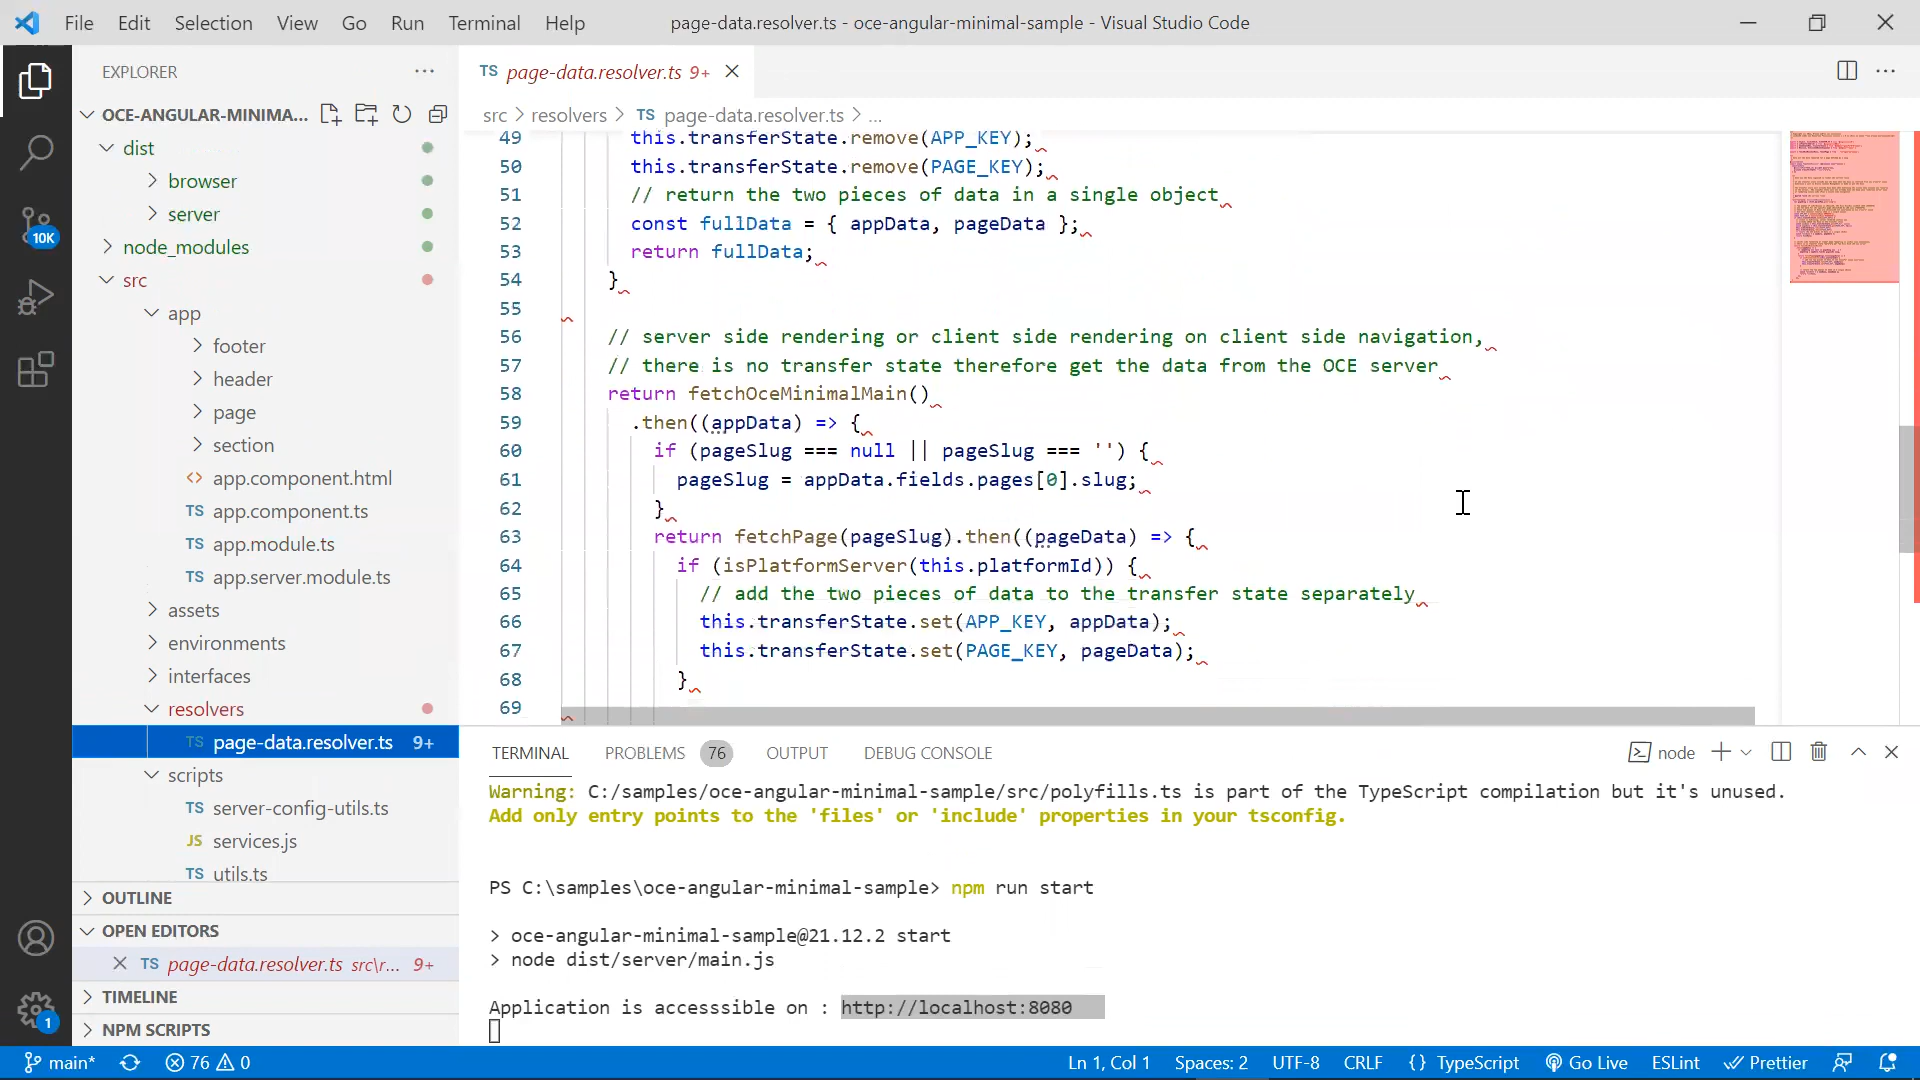 File Edit Selection View Go Run Terminal Help
page-data.resolver.ts - oce-angular-minimal-sample - Visual Studio Code
EXPLORER
OCE-ANGULAR-MINIMA...
dist
browser
server
node_modules
src
app
footer
header
page
section
<> app.component.html
TS app.component.ts
TS app.module.ts
TS app.server.module.ts
assets
environments
interfaces
resolvers
TS page-data.resolver.ts 9+
scripts
TS server-config-utils.ts
JS services.js
TS utils.ts
OUTLINE
OPEN EDITORS
TS page-data.resolver.ts src\r... 9+
TIMELINE
NPM SCRIPTS
10K
1
TS page-data.resolver.ts 9+
src > resolvers > TS page-data.resolver.ts > ...
49 this.transferState.remove(APP_KEY);
50 this.transferState.remove(PAGE_KEY);
51 // return the two pieces of data in a single object
52 const fullData = { appData, pageData };
53 return fullData;
54 }
55
56 // server side rendering or client side rendering on client side navigation,
57 // there is no transfer state therefore get the data from the OCE server
58 return fetchOceMinimalMain()
59 .then((appData) => {
60 if (pageSlug === null || pageSlug === '') {
61 pageSlug = appData.fields.pages[0].slug;
62 }
63 return fetchPage(pageSlug).then((pageData) => {
64 if (isPlatformServer(this.platformId)) {
65 // add the two pieces of data to the transfer state separately
66 this.transferState.set(APP_KEY, appData);
67 this.transferState.set(PAGE_KEY, pageData);
68 }
69
TERMINAL PROBLEMS 76 OUTPUT DEBUG CONSOLE
node
Warning: C:/samples/oce-angular-minimal-sample/src/polyfills.ts is part of the TypeScript compilation but it's unused.
Add only entry points to the 'files' or 'include' properties in your tsconfig.
PS C:\samples\oce-angular-minimal-sample> npm run start
> oce-angular-minimal-sample@21.12.2 start
> node dist/server/main.js
Application is accesssible on : http://localhost:8080
main* 76 0
Ln 1, Col 1 Spaces: 2 UTF-8 CRLF {} TypeScript Go Live ESLint Prettier